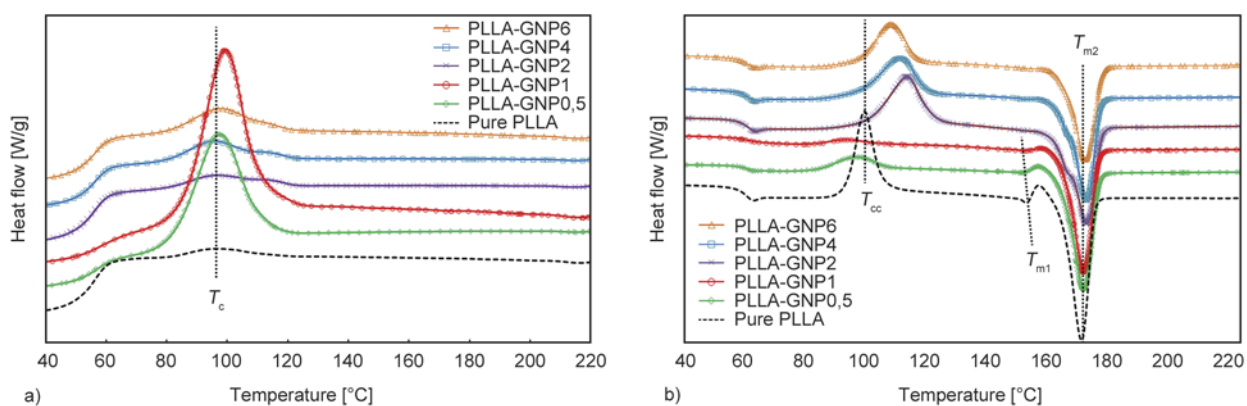 PLLA-GNP6
PLLA-GNP4
PLLA-GNP2
PLLA-GNP1
PLLA-GNP0,5
Pure PLLA
Heat flow [W/g]
Tc
40 60 80 100 120 140 160 180 200 220
Temperature [°C]
a)
Tm2
Tcc
Tm1
PLLA-GNP6
PLLA-GNP4
PLLA-GNP2
PLLA-GNP1
PLLA-GNP0,5
Pure PLLA
Heat flow [W/g]
40 60 80 100 120 140 160 180 200 220
Temperature [°C]
b)